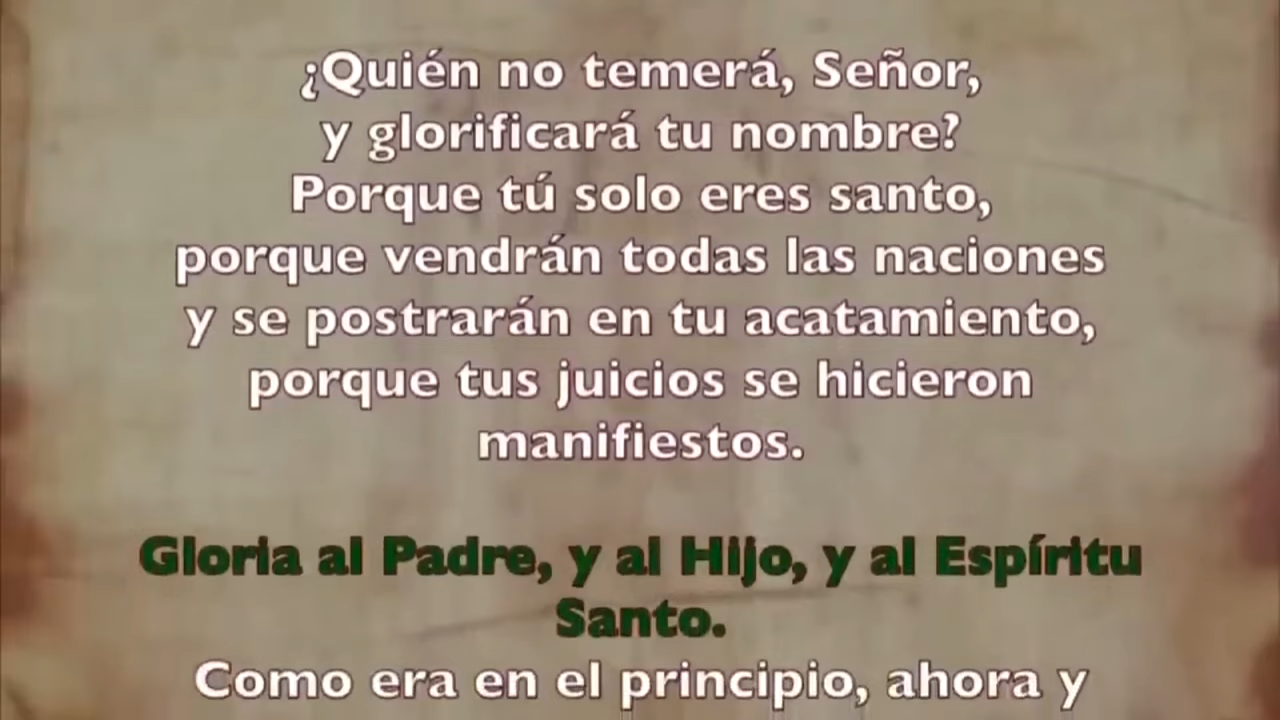 ¿Quién no temerá, Señor,
y glorificará tu nombre?
Porque tú solo eres santo,
porque vendrán todas las naciones
y se postrarán en tu acatamiento,
porque tus juicios se hicieron
manifiestos.
Gloria al Padre, y al Hijo, y al Espíritu
Santo.
Como era en el principio, ahora y